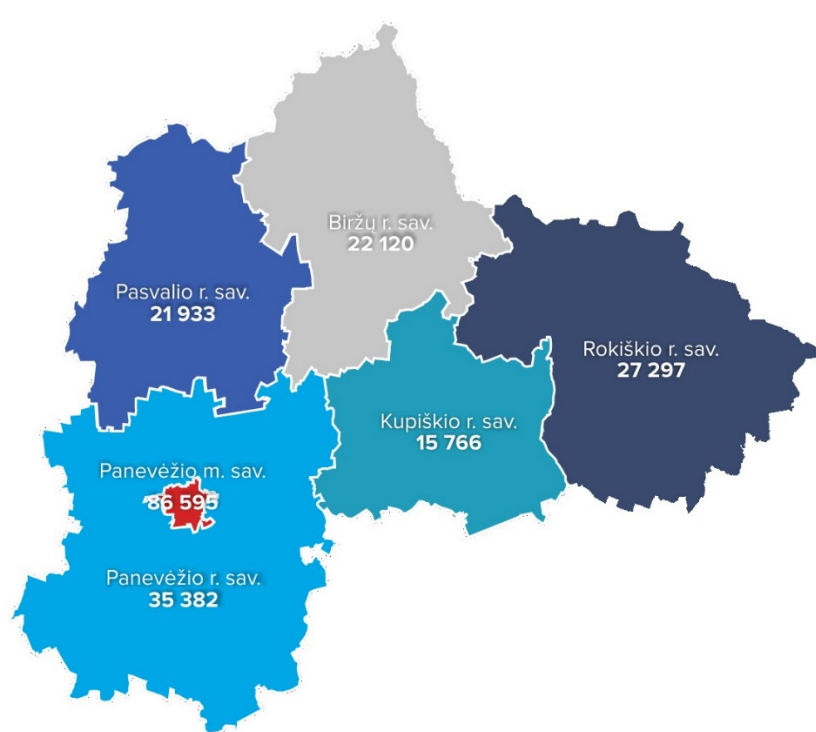 Biržų r. sav.
22 120
Pasvalio r. sav.
21 933
Rokiškio r. sav.
27 297
Kupiškio r. sav.
15 766
Panevėžio m. sav.
86 595
Panevėžio r. sav.
35 382